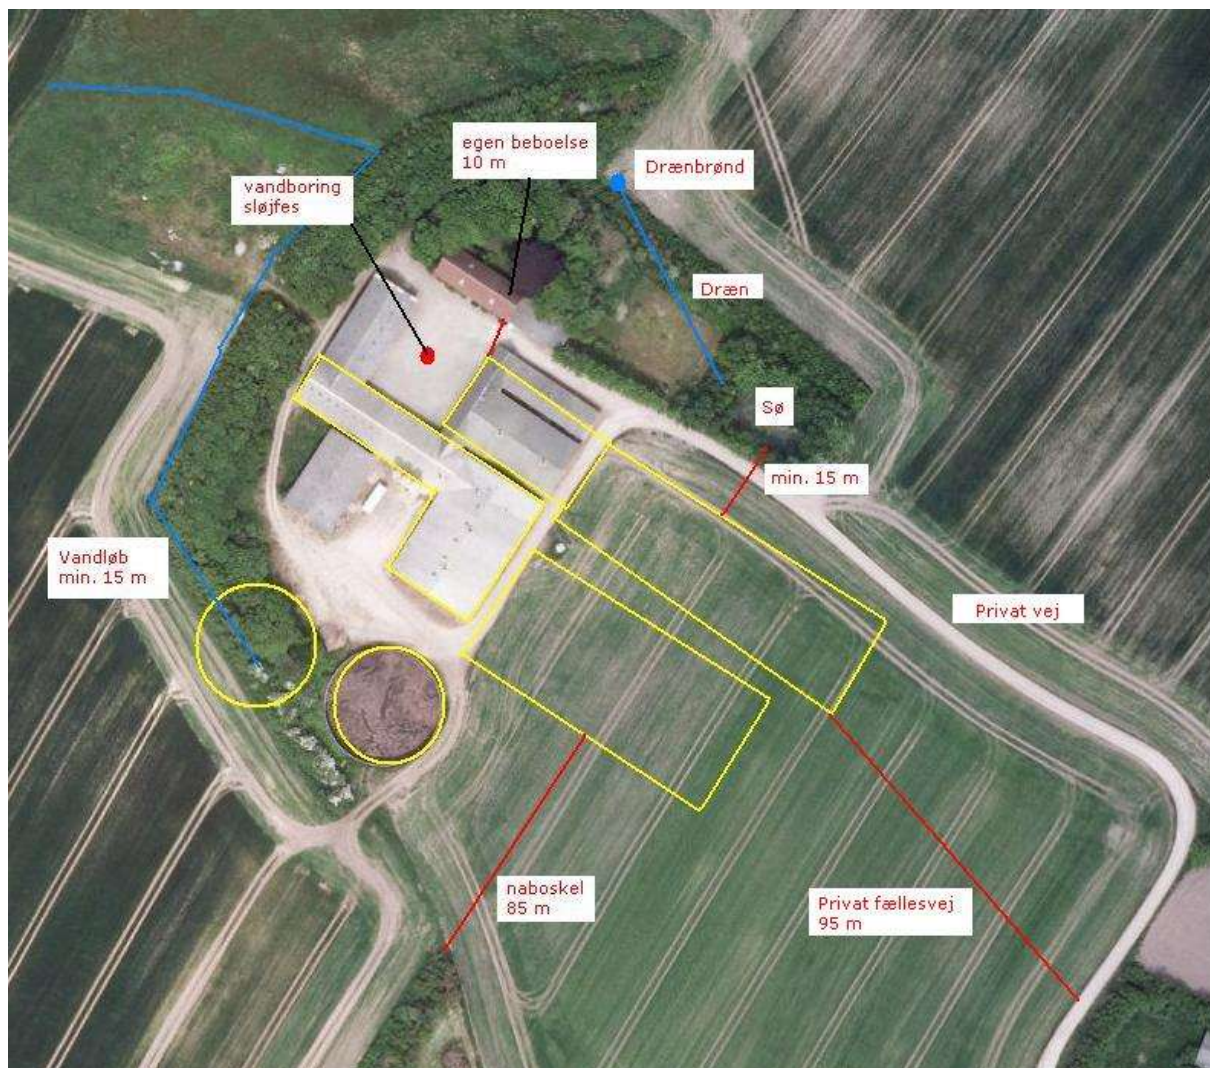 egen beboelse
10 m
Drænbrønd
vandboring
sløjfes
Dræn
Sø
min. 15 m
Vandløb
min. 15 m
Privat vej
naboskel
85 m
Privat fællesvej
95 m